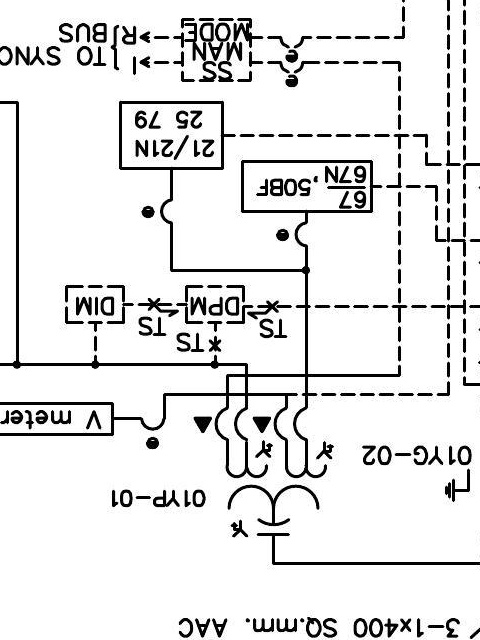 / 3-1x400 SQ.mm. AAC
01YP-01
01YG-02
V meter
TS
TS
TS
DPM
DIM
67
67N ,50BF
21/21N
25 79
SS
MAN
MODE
I } TO SYNC
R } BUS